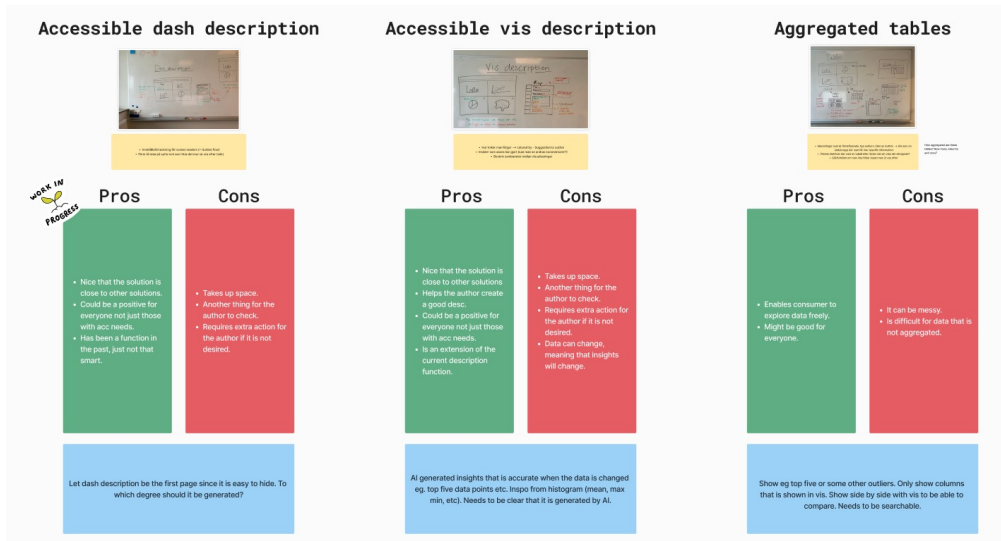 Accessible dash description
Accessible vis description
Aggregated tables
Vis description
WORK IN
PROGRESS
Pros
Cons
• Nice that the solution is
close to other solutions.
• Could be a positive for
everyone not just those
with acc needs.
• Has been a function in
the past, just not that
smart.
• Takes up space.
• Another thing for the
author to check.
• Requires extra action for
the author if it is not
desired.
Let dash description be the first page since it is easy to hide. To
which degree should it be generated?
Pros
Cons
• Nice that the solution is
close to other solutions
• Helps the author create
a good desc.
• Could be a positive for
everyone not just those
with acc needs.
• Is an extension of the
current description
function.
• Takes up space.
• Another thing for the
author to check.
• Requires extra action for
the author if it is not
desired.
• Data can change,
meaning that insights
will change.
AI generated insights that is accurate when the data is changed
eg. top five data points etc. Inspo from histogram (mean, max
min, etc). Needs to be clear that it is generated by AI.
Pros
Cons
• Enables consumer to
explore data freely.
• Might be good for
everyone.
• It can be messy.
• Is difficult for data that is
not aggregated.
Show eg top five or some other outliers. Only show columns
that is shown in vis. Show side by side with vis to be able to
compare. Needs to be searchable.